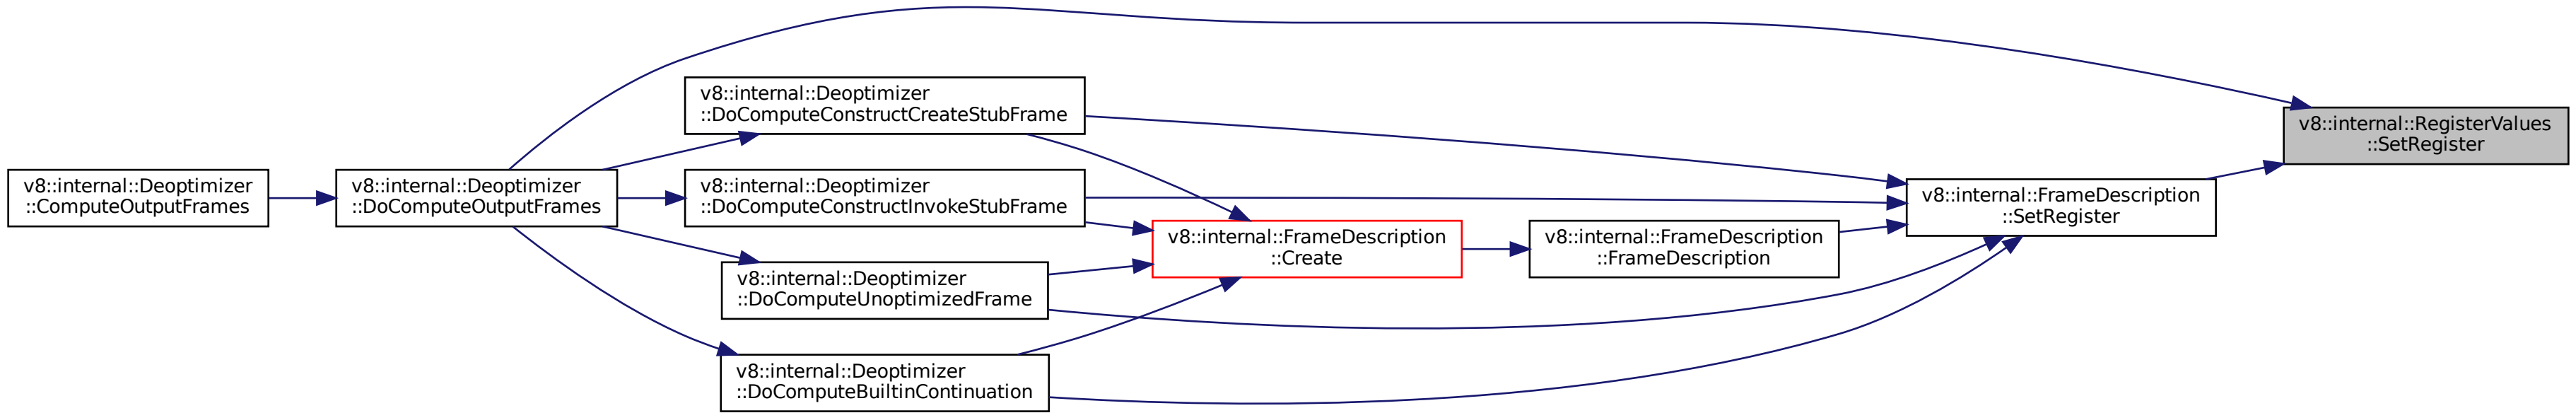 v8::internal::Deoptimizer
::ComputeOutputFrames
v8::internal::Deoptimizer
::DoComputeOutputFrames
v8::internal::Deoptimizer
::DoComputeConstructCreateStubFrame
v8::internal::Deoptimizer
::DoComputeConstructInvokeStubFrame
v8::internal::Deoptimizer
::DoComputeUnoptimizedFrame
v8::internal::Deoptimizer
::DoComputeBuiltinContinuation
v8::internal::FrameDescription
::Create
v8::internal::FrameDescription
::FrameDescription
v8::internal::FrameDescription
::SetRegister
v8::internal::RegisterValues
::SetRegister